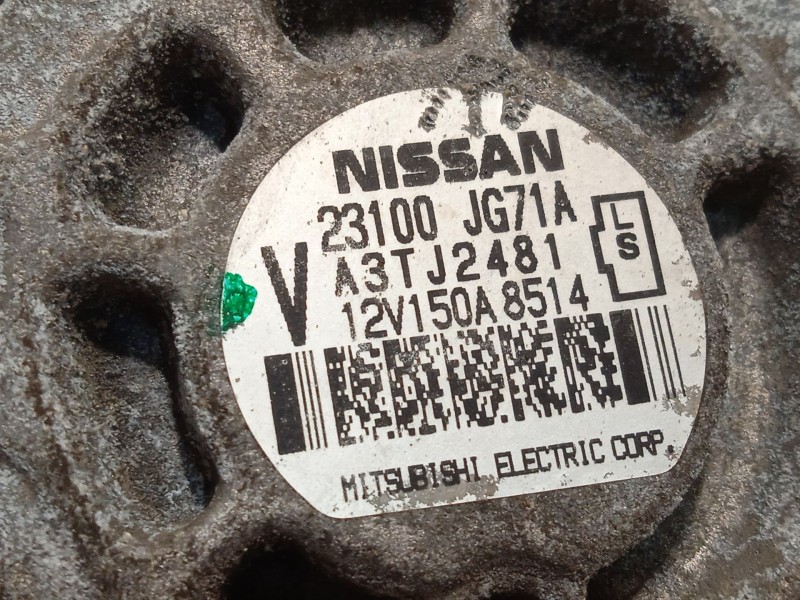 NISSAN
23100 JG71A
V A3TJ2481
12V150A 8514
L
S
MITSUBISHI ELECTRIC CORP.